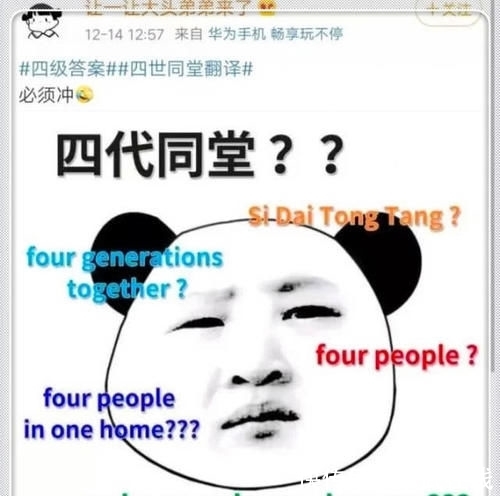 让一让大头弟弟来了
+关注
12-14 12:57 来自 华为手机 畅享玩不停
#四级答案##四世同堂翻译#
必须冲
四代同堂？？
Si Dai Tong Tang ?
four generations
together ?
four people ?
four people
in one home???